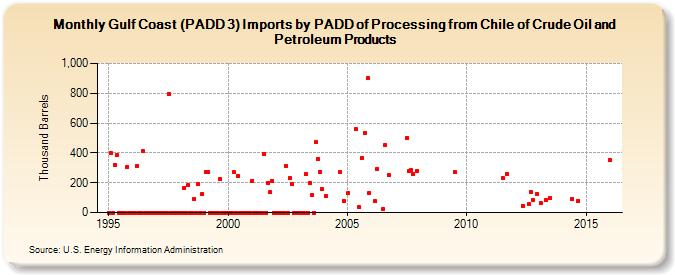 Monthly Gulf Coast (PADD 3) Imports by PADD of Processing from Chile of Crude Oil and
Petroleum Products
Thousand Barrels
1,000
800
600
400
200
0
1995
2000
2005
2010
2015
Source: U.S. Energy Information Administration